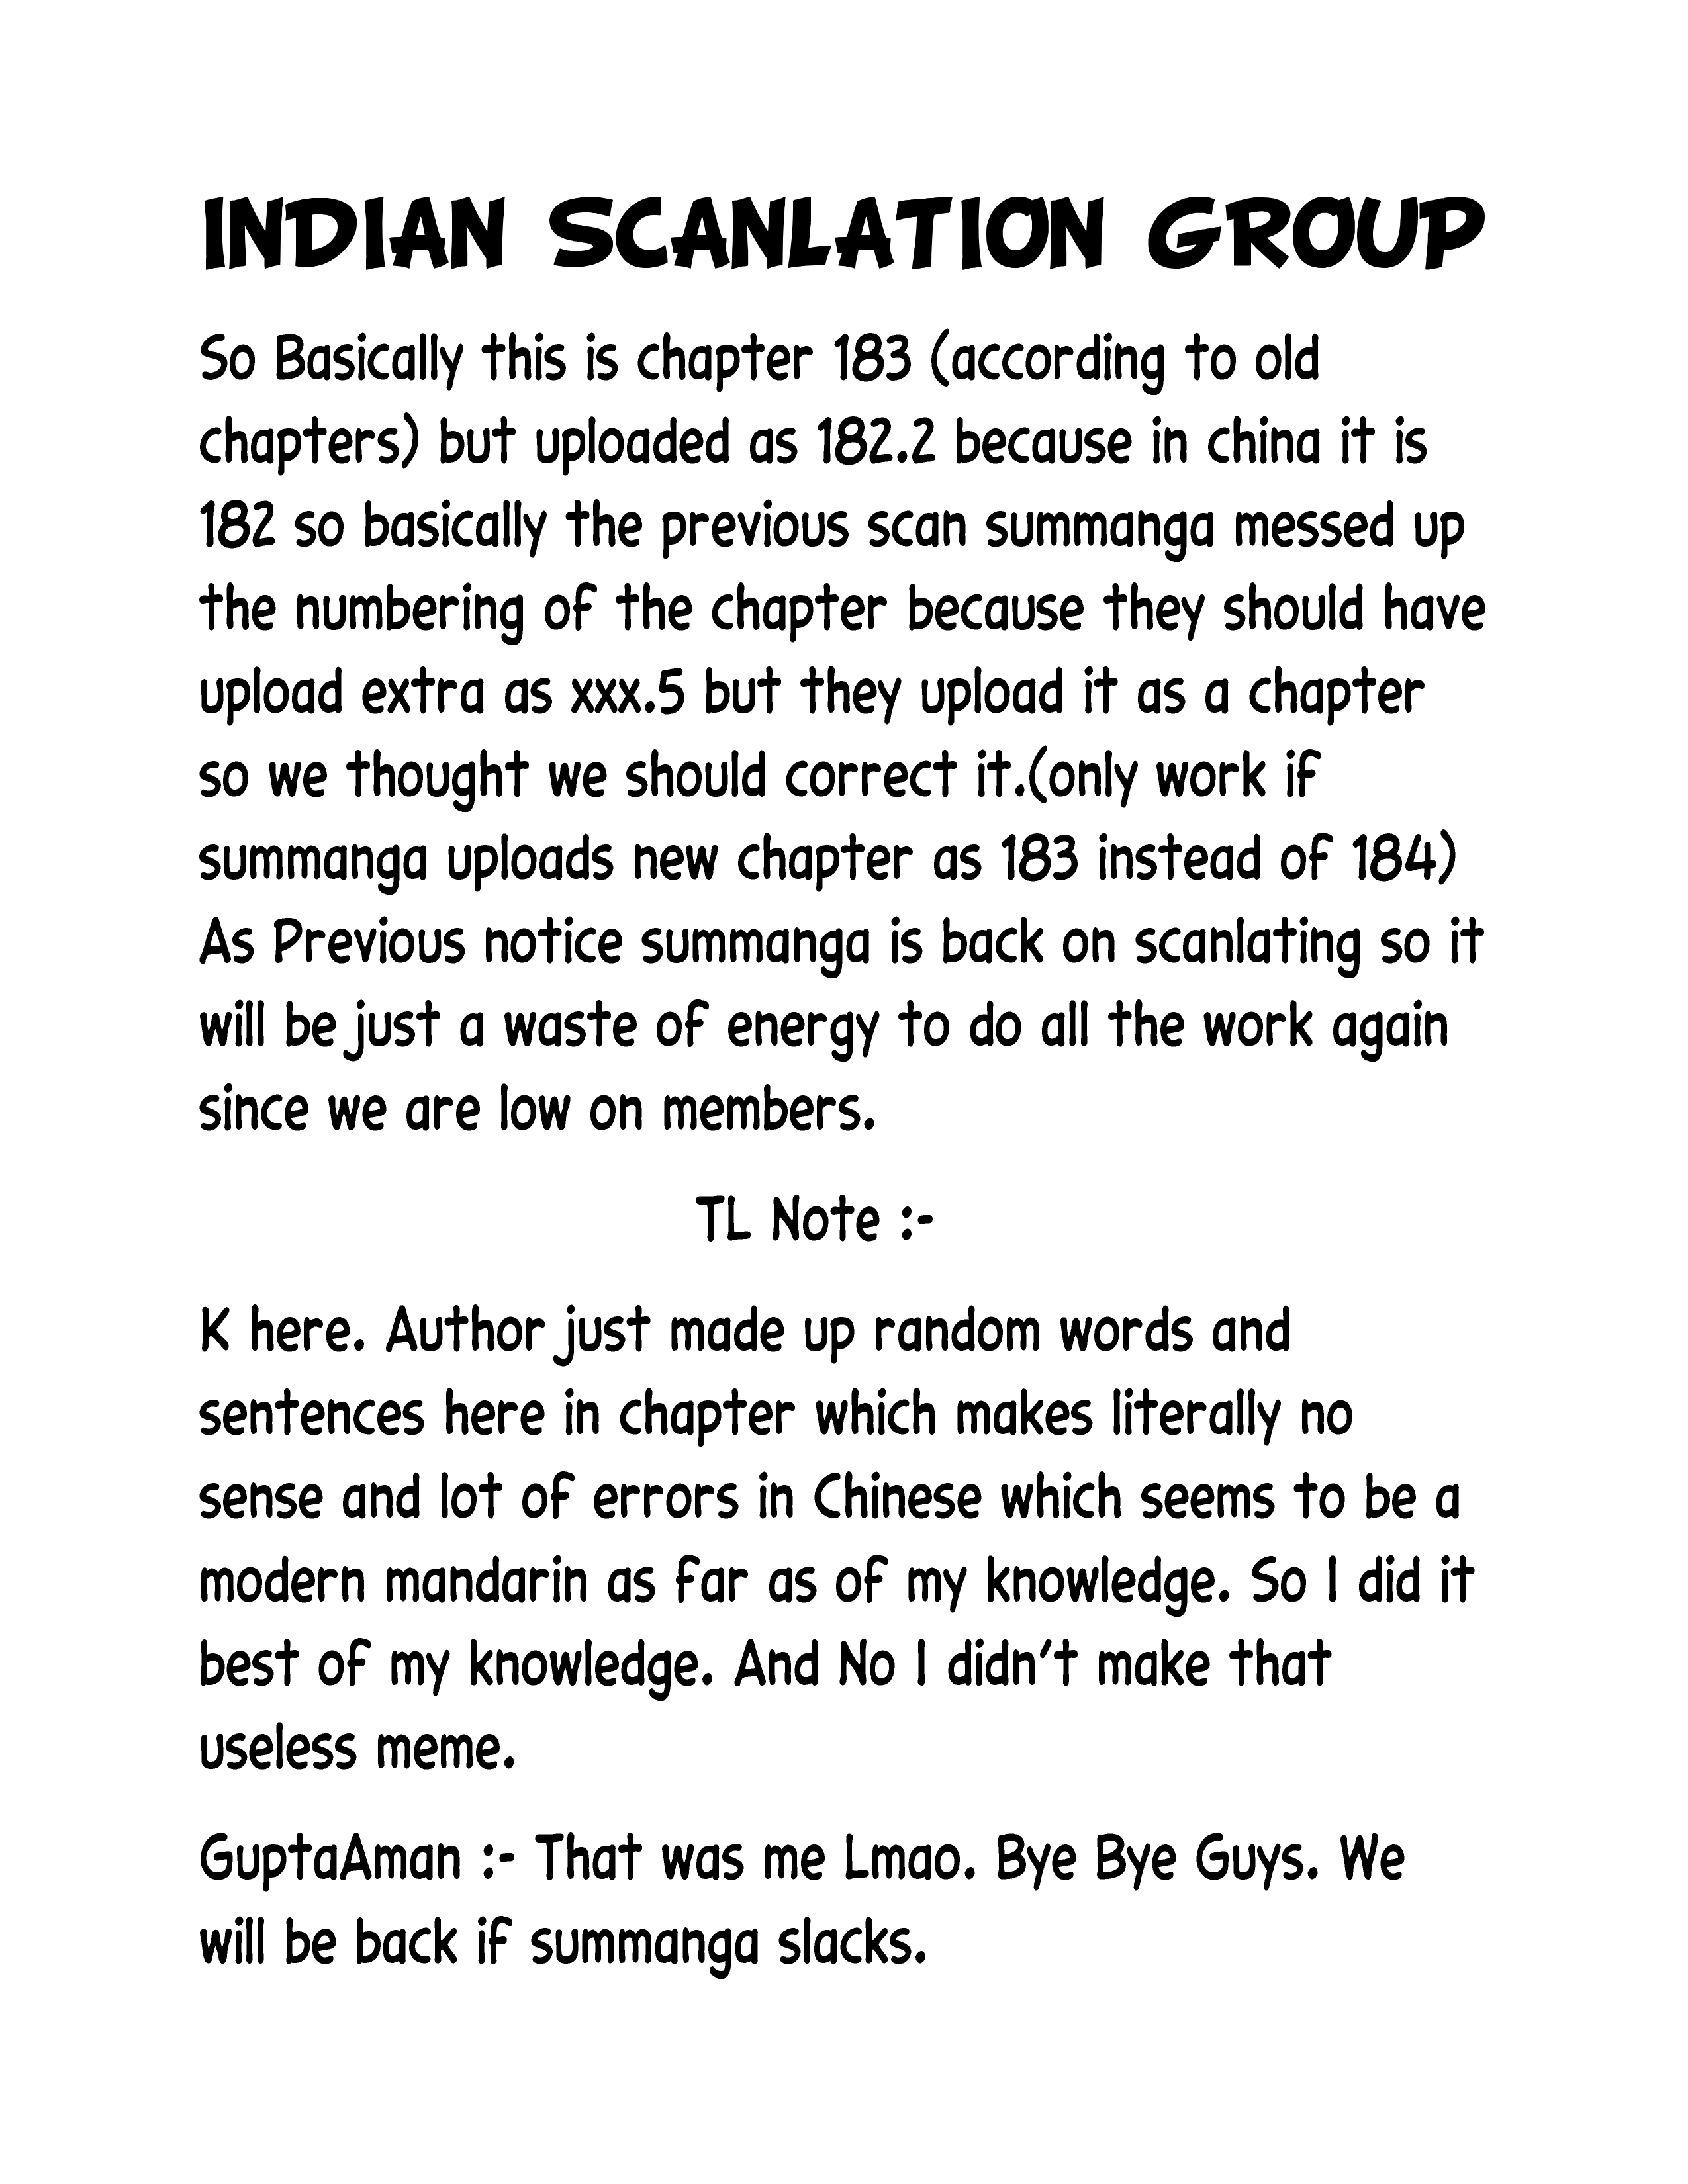 INDIAN SCANLATION GROUP
So Basically this is chapter 183 (according to old
chapters) but uploaded as 182.2 because in china it is
182 so basically the previous scan summanga messed up
the numbering of the chapter because they should have
upload extra as xxx.5 but they upload it as a chapter
so we thought we should correct it.(only work if
summanga uploads new chapter as 183 instead of 184)
As Previous notice summanga is back on scanlating so it
will be just a waste of energy to do all the work again
since we are low on members.
TL Note :-
K here. Author just made up random words and
sentences here in chapter which makes literally no
sense and lot of errors in Chinese which seems to be a
modern mandarin as far as of my knowledge. So I did it
best of my knowledge. And No I didn't make that
useless meme.
GuptaAman :- That was me Lmao. Bye Bye Guys. We
will be back if summanga slacks.